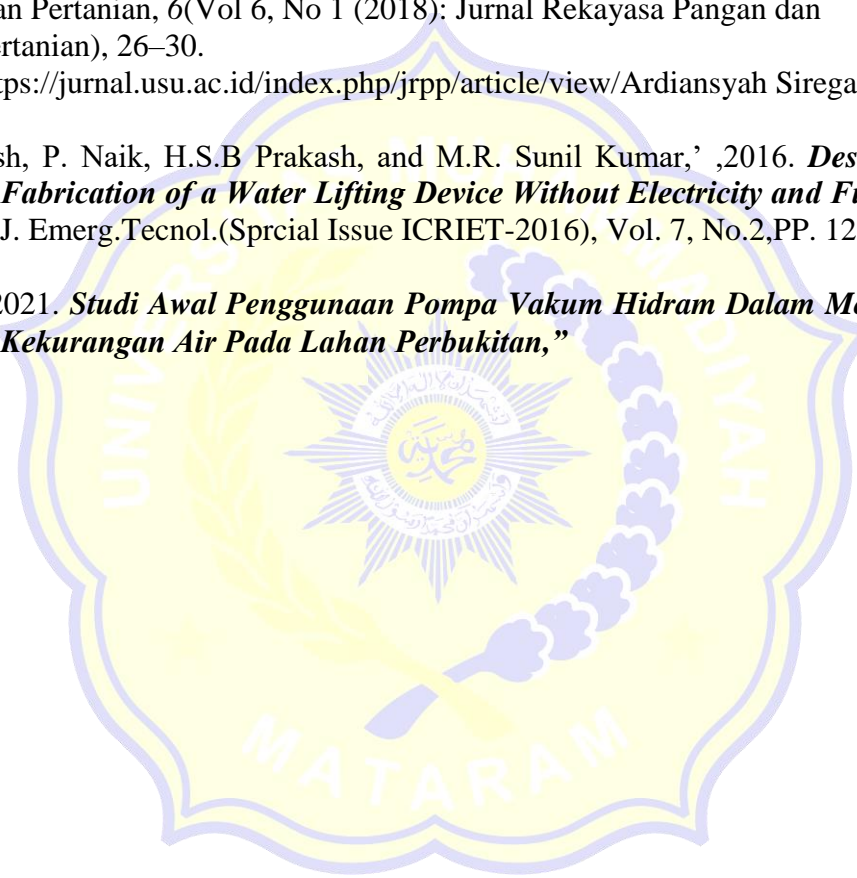 an Pertanian, 6(Vol 6, No 1 (2018): Jurnal Rekayasa Pangan dan
ertanian), 26–30.
tps://jurnal.usu.ac.id/index.php/jrpp/article/view/Ardiansyah Sirega
sh, P. Naik, H.S.B Prakash, and M.R. Sunil Kumar,’ ,2016. Des
Fabrication of a Water Lifting Device Without Electricity and Fu
J. Emerg.Tecnol.(Sprcial Issue ICRIET-2016), Vol. 7, No.2,PP. 12
2021. Studi Awal Penggunaan Pompa Vakum Hidram Dalam Me
Kekurangan Air Pada Lahan Perbukitan,”
UNIVERSITAS MUHAMMADIYAH
MATARAM